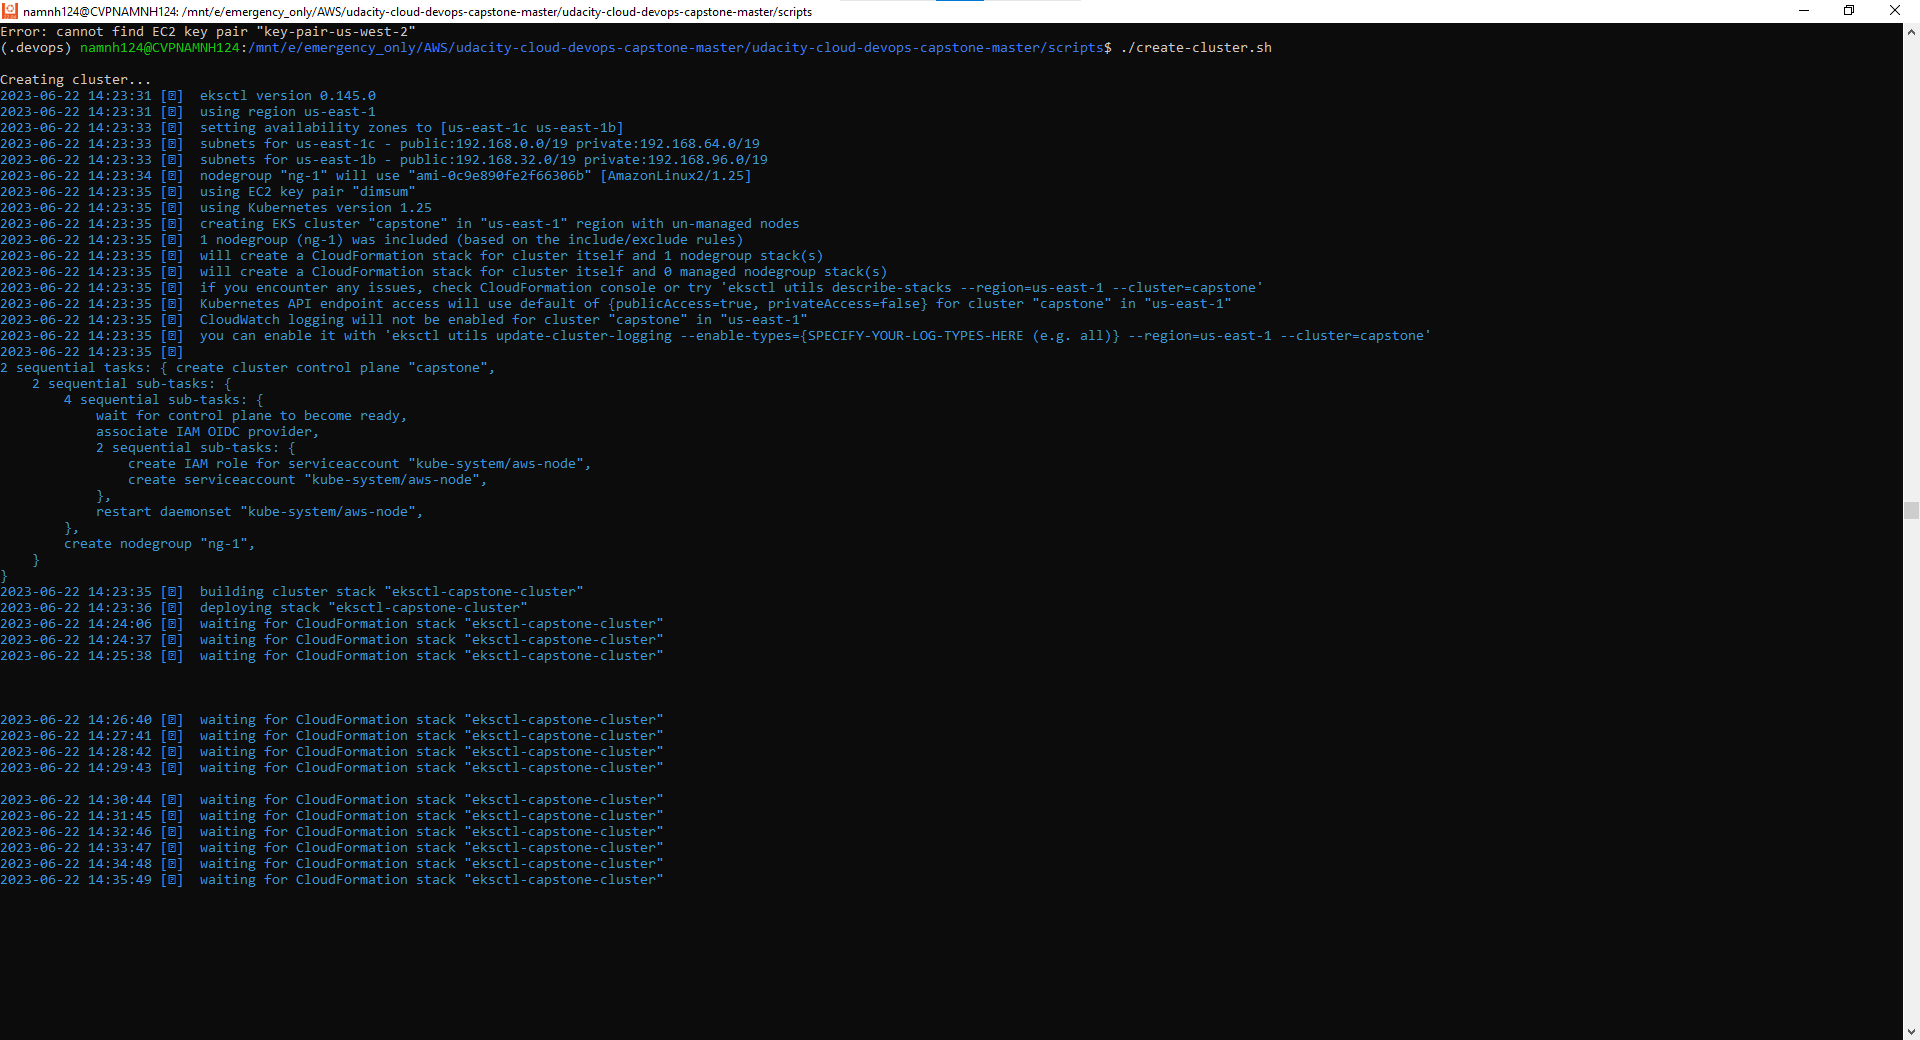 namnh124@CVPNAMNH124: /mnt/e/emergency_only/AWS/udacity-cloud-devops-capstone-master/udacity-cloud-devops-capstone-master/scripts
Error: cannot find EC2 key pair "key-pair-us-west-2"
(.devops) namnh124@CVPNAMNH124:/mnt/e/emergency_only/AWS/udacity-cloud-devops-capstone-master/udacity-cloud-devops-capstone-master/scripts$ ./create-cluster.sh
Creating cluster...
2023-06-22 14:23:31 [?]  eksctl version 0.145.0
2023-06-22 14:23:31 [?]  using region us-east-1
2023-06-22 14:23:33 [?]  setting availability zones to [us-east-1c us-east-1b]
2023-06-22 14:23:33 [?]  subnets for us-east-1c - public:192.168.0.0/19 private:192.168.64.0/19
2023-06-22 14:23:33 [?]  subnets for us-east-1b - public:192.168.32.0/19 private:192.168.96.0/19
2023-06-22 14:23:34 [?]  nodegroup "ng-1" will use "ami-0c9e890fe2f66306b" [AmazonLinux2/1.25]
2023-06-22 14:23:35 [?]  using EC2 key pair "dimsum"
2023-06-22 14:23:35 [?]  using Kubernetes version 1.25
2023-06-22 14:23:35 [?]  creating EKS cluster "capstone" in "us-east-1" region with un-managed nodes
2023-06-22 14:23:35 [?]  1 nodegroup (ng-1) was included (based on the include/exclude rules)
2023-06-22 14:23:35 [?]  will create a CloudFormation stack for cluster itself and 1 nodegroup stack(s)
2023-06-22 14:23:35 [?]  will create a CloudFormation stack for cluster itself and 0 managed nodegroup stack(s)
2023-06-22 14:23:35 [?]  if you encounter any issues, check CloudFormation console or try 'eksctl utils describe-stacks --region=us-east-1 --cluster=capstone'
2023-06-22 14:23:35 [?]  Kubernetes API endpoint access will use default of {publicAccess=true, privateAccess=false} for cluster "capstone" in "us-east-1"
2023-06-22 14:23:35 [?]  CloudWatch logging will not be enabled for cluster "capstone" in "us-east-1"
2023-06-22 14:23:35 [?]  you can enable it with 'eksctl utils update-cluster-logging --enable-types={SPECIFY-YOUR-LOG-TYPES-HERE (e.g. all)} --region=us-east-1 --cluster=capstone'
2023-06-22 14:23:35 [?]
2 sequential tasks: { create cluster control plane "capstone",
    2 sequential sub-tasks: {
        4 sequential sub-tasks: {
            wait for control plane to become ready,
            associate IAM OIDC provider,
            2 sequential sub-tasks: {
                create IAM role for serviceaccount "kube-system/aws-node",
                create serviceaccount "kube-system/aws-node",
            },
            restart daemonset "kube-system/aws-node",
        },
        create nodegroup "ng-1",
    }
}
2023-06-22 14:23:35 [?]  building cluster stack "eksctl-capstone-cluster"
2023-06-22 14:23:36 [?]  deploying stack "eksctl-capstone-cluster"
2023-06-22 14:24:06 [?]  waiting for CloudFormation stack "eksctl-capstone-cluster"
2023-06-22 14:24:37 [?]  waiting for CloudFormation stack "eksctl-capstone-cluster"
2023-06-22 14:25:38 [?]  waiting for CloudFormation stack "eksctl-capstone-cluster"
2023-06-22 14:26:40 [?]  waiting for CloudFormation stack "eksctl-capstone-cluster"
2023-06-22 14:27:41 [?]  waiting for CloudFormation stack "eksctl-capstone-cluster"
2023-06-22 14:28:42 [?]  waiting for CloudFormation stack "eksctl-capstone-cluster"
2023-06-22 14:29:43 [?]  waiting for CloudFormation stack "eksctl-capstone-cluster"
2023-06-22 14:30:44 [?]  waiting for CloudFormation stack "eksctl-capstone-cluster"
2023-06-22 14:31:45 [?]  waiting for CloudFormation stack "eksctl-capstone-cluster"
2023-06-22 14:32:46 [?]  waiting for CloudFormation stack "eksctl-capstone-cluster"
2023-06-22 14:33:47 [?]  waiting for CloudFormation stack "eksctl-capstone-cluster"
2023-06-22 14:34:48 [?]  waiting for CloudFormation stack "eksctl-capstone-cluster"
2023-06-22 14:35:49 [?]  waiting for CloudFormation stack "eksctl-capstone-cluster"